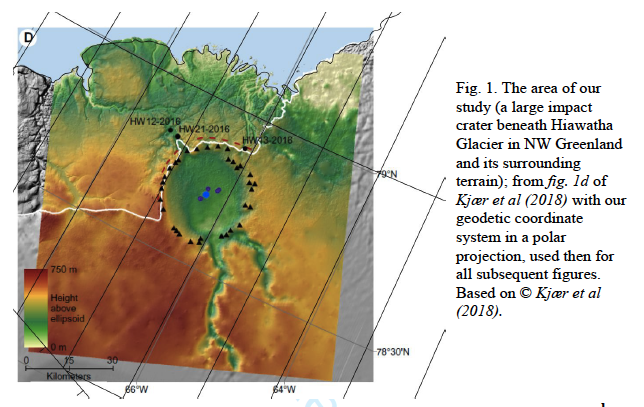 D
HW12-2016
HW21-2016
HW13-2016
79°N
750 m
Height
above
ellipsoid
0 m
0 15 30
Kilometers
78°30'N
66°W
64°W
Fig. 1. The area of our
study (a large impact
crater beneath Hiawatha
Glacier in NW Greenland
and its surrounding
terrain); from fig. 1d of
Kjær et al (2018) with our
geodetic coordinate
system in a polar
projection, used then for
all subsequent figures.
Based on © Kjær et al
(2018).